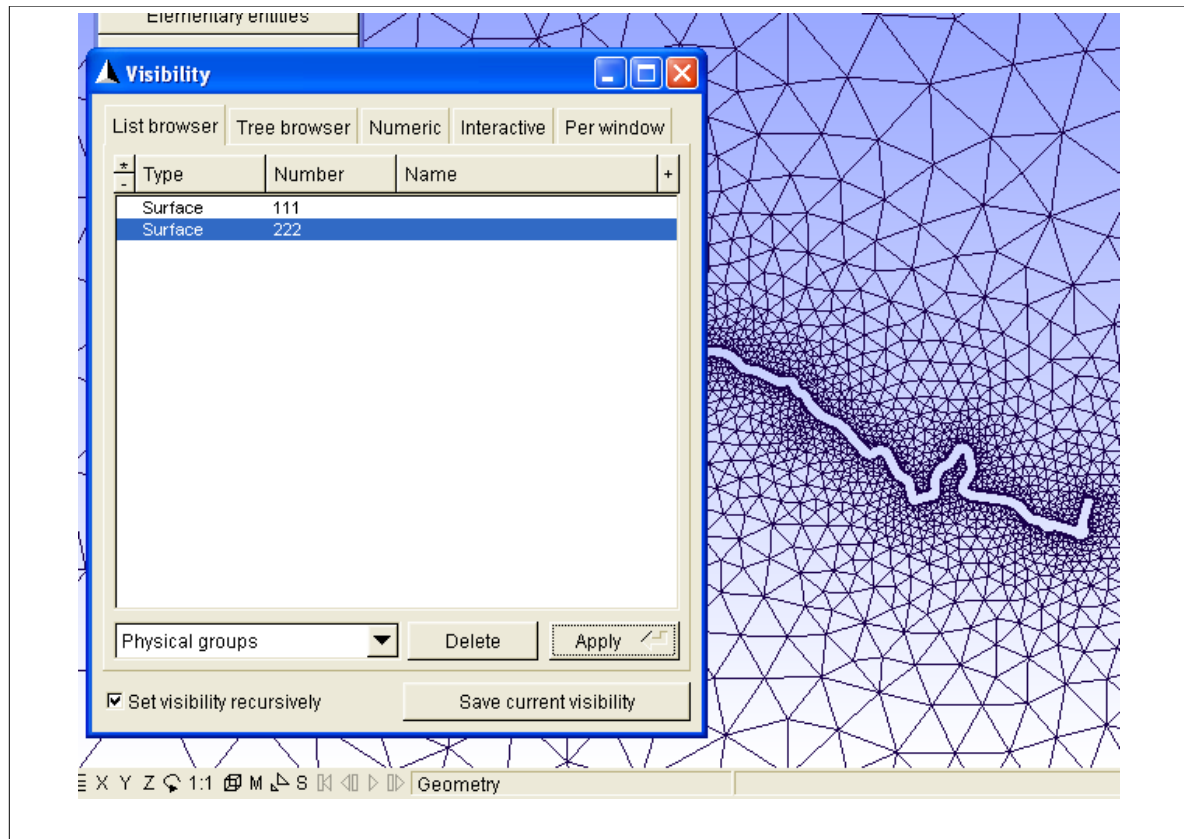 Elementary entities
Visibility
List browser Tree browser Numeric Interactive Per window
* - Type Number Name +
Surface 111
Surface 222
Physical groups Delete Apply
Set visibility recursively Save current visibility
X Y Z 1:1 M S Geometry